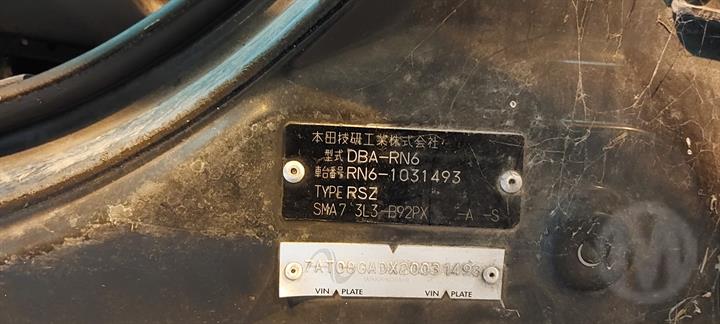 本田技研工業株式会社
型式 DBA-RN6
車台番号 RN6-1031493
TYPE RSZ
SMA7 3L3-B92PX -A -S
7AT0BGADX20031493
VIN▲PLATE VIN▲PLATE